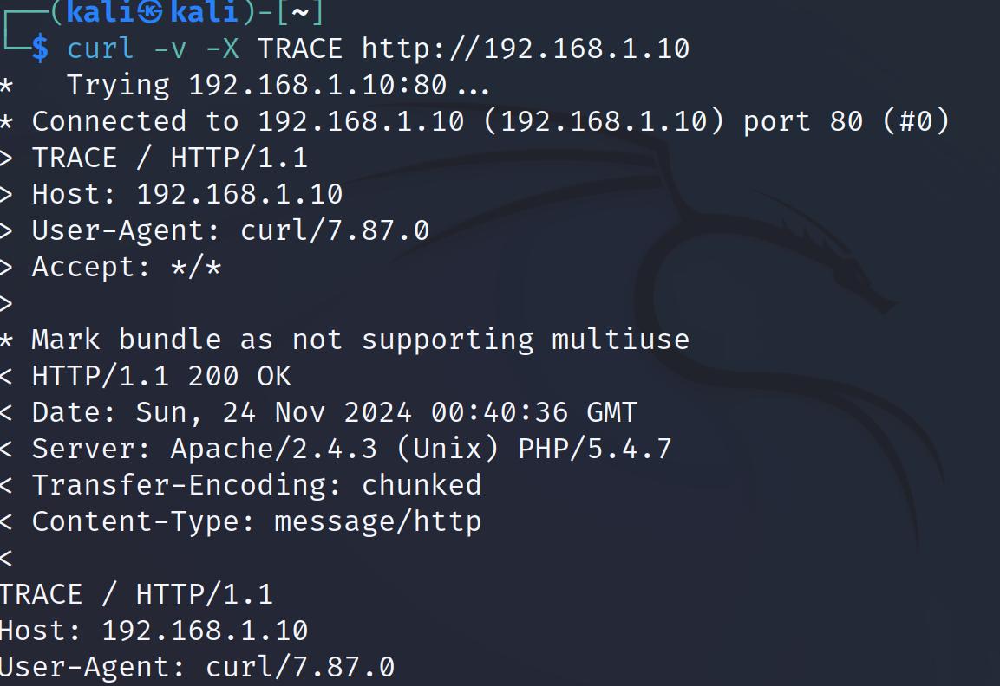 ┌──(kali㉿kali)-[~]
└─$ curl -v -X TRACE http://192.168.1.10
*   Trying 192.168.1.10:80...
* Connected to 192.168.1.10 (192.168.1.10) port 80 (#0)
> TRACE / HTTP/1.1
> Host: 192.168.1.10
> User-Agent: curl/7.87.0
> Accept: */*
>
* Mark bundle as not supporting multiuse
< HTTP/1.1 200 OK
< Date: Sun, 24 Nov 2024 00:40:36 GMT
< Server: Apache/2.4.3 (Unix) PHP/5.4.7
< Transfer-Encoding: chunked
< Content-Type: message/http
<
TRACE / HTTP/1.1
Host: 192.168.1.10
User-Agent: curl/7.87.0